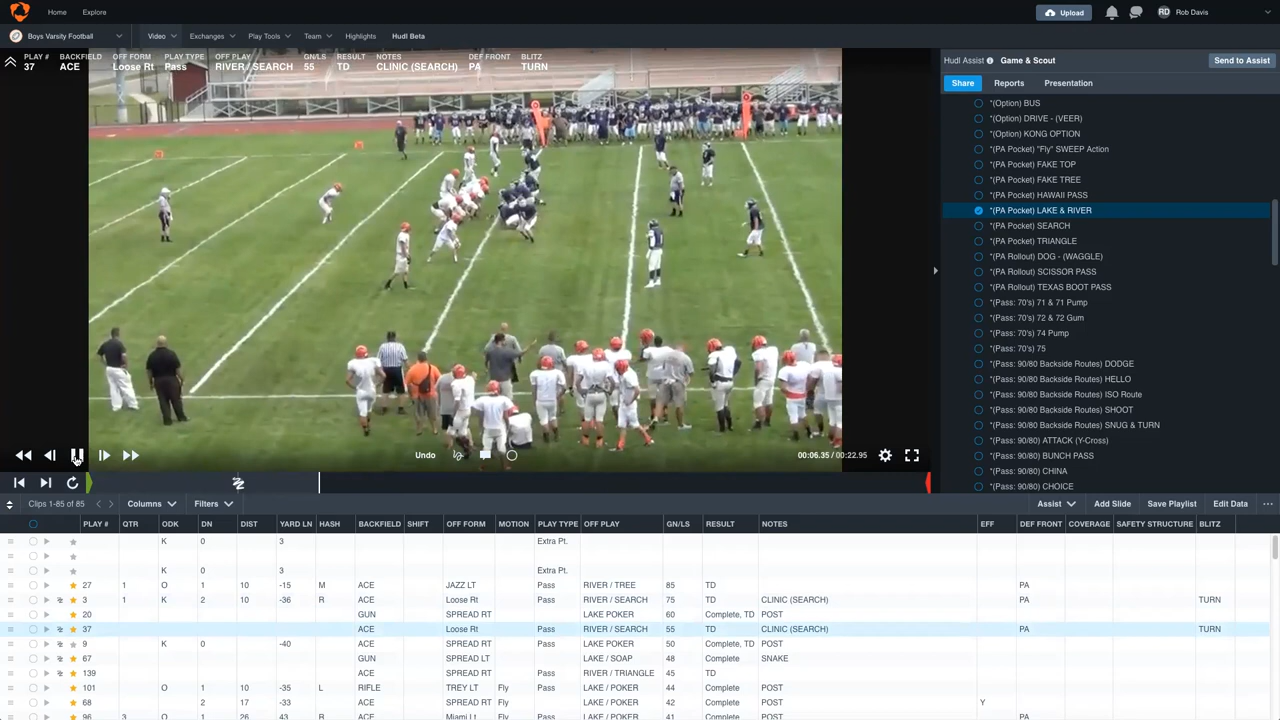 Home Explore Upload RD Rob Davis
Boys Varsity Football Video Exchanges Play Tools Team Highlights Hudl Beta
PLAY # BACKFIELD OFF FORM PLAY TYPE OFF PLAY GN/LS RESULT NOTES DEF FRONT BLITZ
37 ACE Loose Rt Pass RIVER / SEARCH 55 TD CLINIC (SEARCH) PA TURN
Hudl Assist Game & Scout Send to Assist
Share Reports Presentation
*(Option) BUS
*(Option) DRIVE - (VEER)
*(Option) KONG OPTION
*(PA Pocket) "Fly" SWEEP Action
*(PA Pocket) FAKE TOP
*(PA Pocket) FAKE TREE
*(PA Pocket) HAWAII PASS
*(PA Pocket) LAKE & RIVER
*(PA Pocket) SEARCH
*(PA Pocket) TRIANGLE
*(PA Rollout) DOG - (WAGGLE)
*(PA Rollout) SCISSOR PASS
*(PA Rollout) TEXAS BOOT PASS
*(Pass: 70's) 71 & 71 Pump
*(Pass: 70's) 72 & 72 Gum
*(Pass: 70's) 74 Pump
*(Pass: 70's) 75
*(Pass: 90/80 Backside Routes) DODGE
*(Pass: 90/80 Backside Routes) HELLO
*(Pass: 90/80 Backside Routes) ISO Route
*(Pass: 90/80 Backside Routes) SHOOT
*(Pass: 90/80 Backside Routes) SNUG & TURN
*(Pass: 90/80) ATTACK (Y-Cross)
*(Pass: 90/80) BUNCH PASS
*(Pass: 90/80) CHINA
*(Pass: 90/80) CHOICE
Undo 00:06.35 / 00:22.95
Clips 1-85 of 85 Columns Filters Assist Add Slide Save Playlist Edit Data
PLAY # QTR ODK DN DIST YARD LN HASH BACKFIELD SHIFT OFF FORM MOTION PLAY TYPE OFF PLAY GN/LS RESULT NOTES EFF DEF FRONT COVERAGE SAFETY STRUCTURE BLITZ
K 0 3 Extra Pt.
K 0 3 Extra Pt.
27 1 O 1 10 -15 M ACE JAZZ LT Pass RIVER / TREE 85 TD PA
3 1 K 2 10 -36 R ACE Loose Rt Pass RIVER / SEARCH 75 TD CLINIC (SEARCH) PA TURN
20 GUN SPREAD RT LAKE POKER 60 Complete, TD POST
37 ACE Loose Rt Pass RIVER / SEARCH 55 TD CLINIC (SEARCH) PA TURN
9 K 0 -40 ACE SPREAD RT Pass LAKE POKER 50 Complete, TD POST
67 GUN SPREAD LT LAKE / SOAP 48 Complete SNAKE
139 ACE SPREAD RT Pass RIVER / TRIANGLE 45 TD
101 O 1 10 -35 L RIFLE TREY LT Fly Pass LAKE / POKER 44 Complete POST
68 2 17 -33 ACE SPREAD RT Fly LAKE / POKER 42 Complete POST Y
96 3 O 1 26 43 R ACE Miami Lt Fly Pass LAKE / POKER 41 Complete POST PA